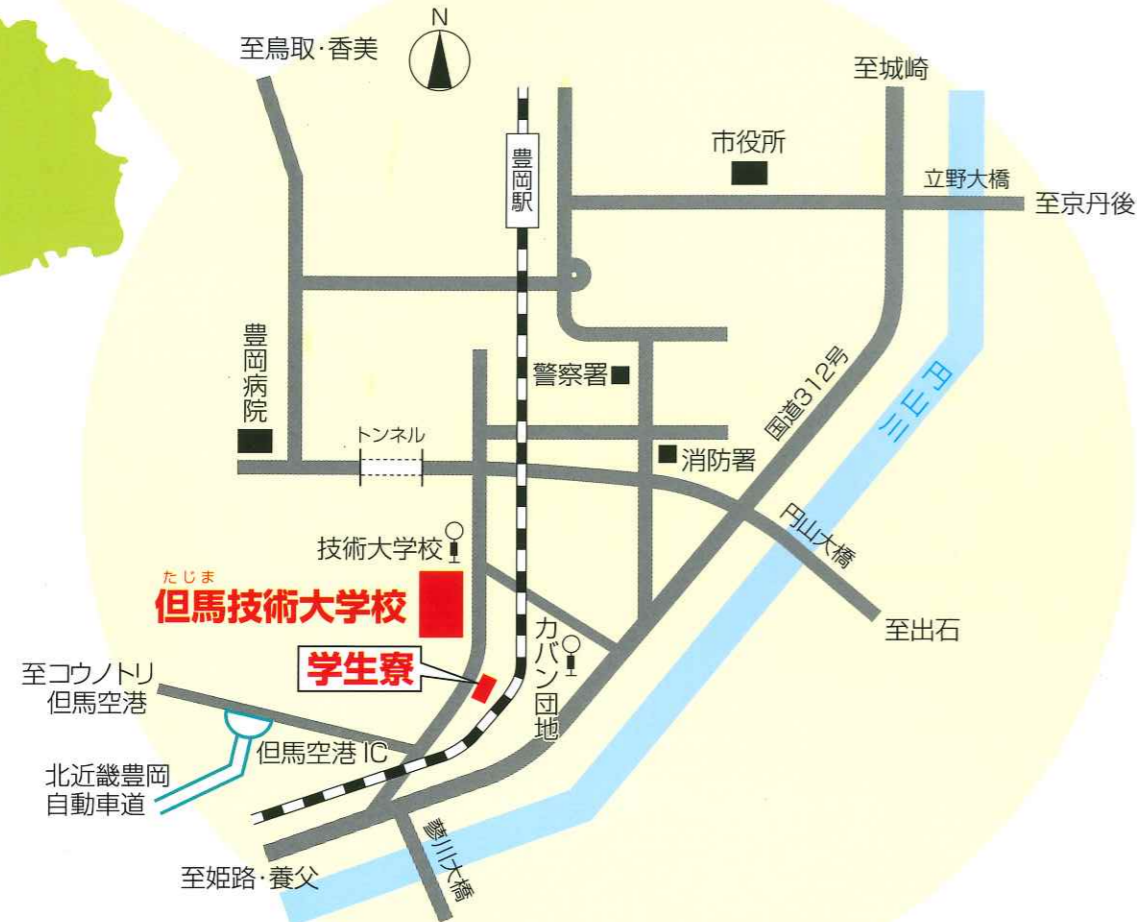 N
至鳥取・香美
至城崎
豊岡駅
市役所
立野大橋
至京丹後
豊岡病院
警察署
国道312号
円山川
トンネル
消防署
技術大学校
円山大橋
たじま
但馬技術大学校
至出石
カバン団地
学生寮
至コウノトリ
但馬空港
但馬空港IC
北近畿豊岡
自動車道
蓼川大橋
至姫路・養父